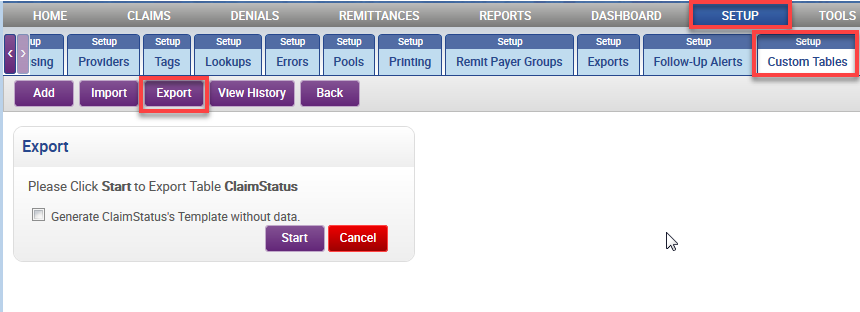 HOME CLAIMS DENIALS REMITTANCES REPORTS DASHBOARD SETUP TOOLS
up Setup Setup Setup Setup Setup Setup Setup Setup Setup Setup
sing Providers Tags Lookups Errors Pools Printing Remit Payer Groups Exports Follow-Up Alerts Custom Tables
Add Import Export View History Back
Export
Please Click Start to Export Table ClaimStatus
Generate ClaimStatus's Template without data.
Start Cancel